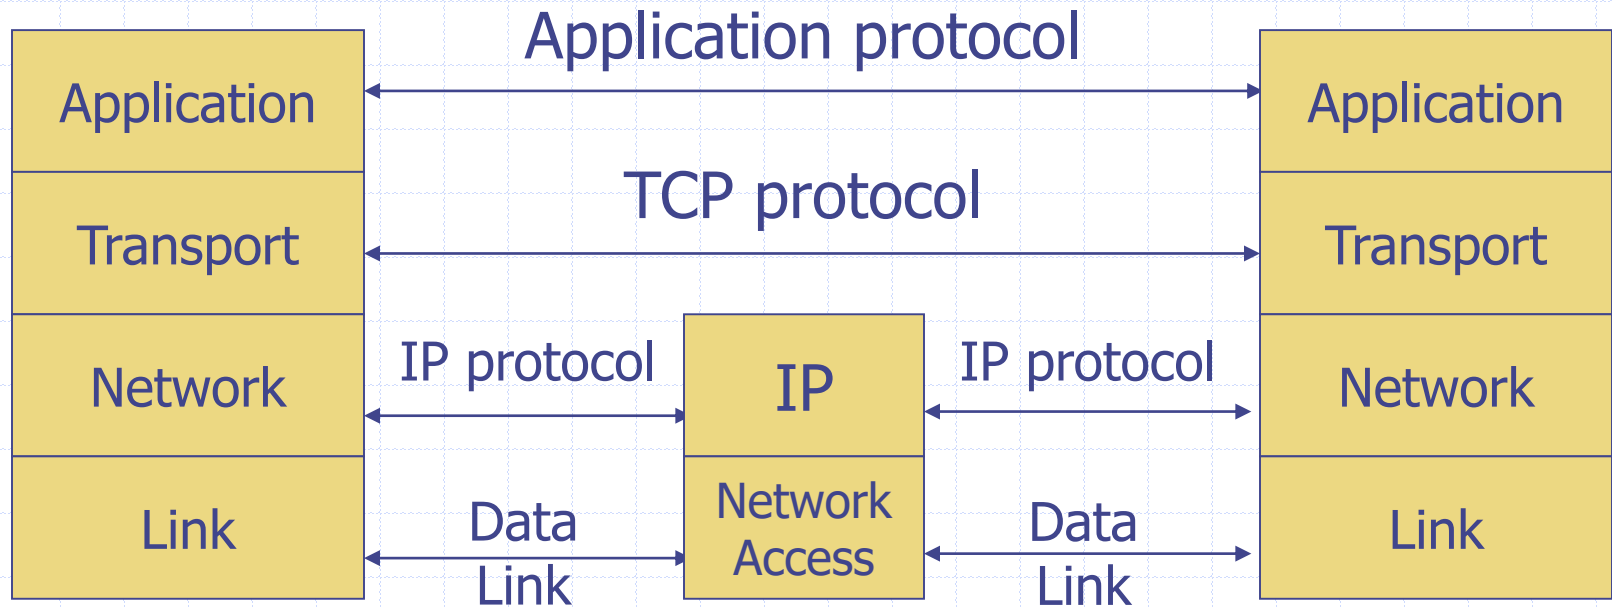 Application protocol
Application
Application
TCP protocol
Transport
Transport
IP protocol
IP
IP protocol
Network
Network
Link
Data
Link
Network
Access
Data
Link
Link